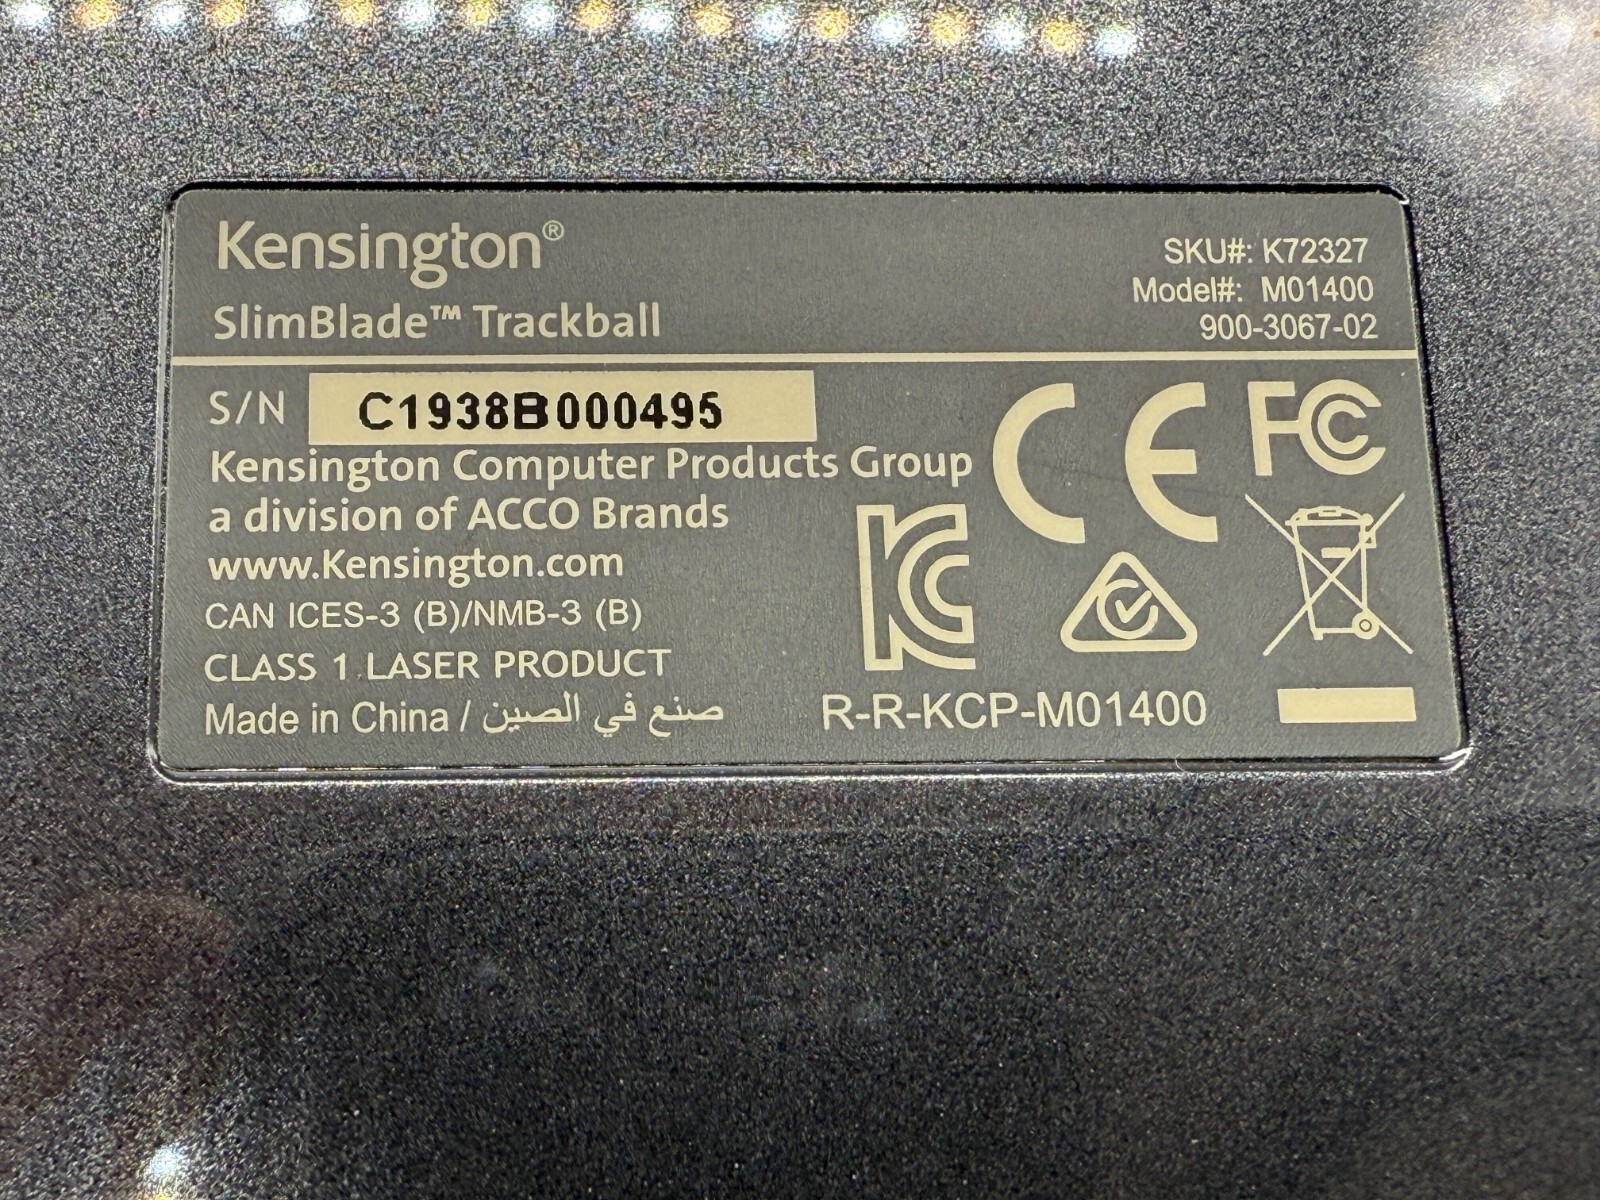 Kensington®
SlimBlade™ Trackball
SKU#: K72327
Model#: M01400
900-3067-02
S/N C1938B000495
Kensington Computer Products Group
a division of ACCO Brands
www.Kensington.com
CAN ICES-3 (B)/NMB-3 (B)
CLASS 1 LASER PRODUCT
Made in China / صنع في الصين
CE
FC
KC
R-R-KCP-M01400